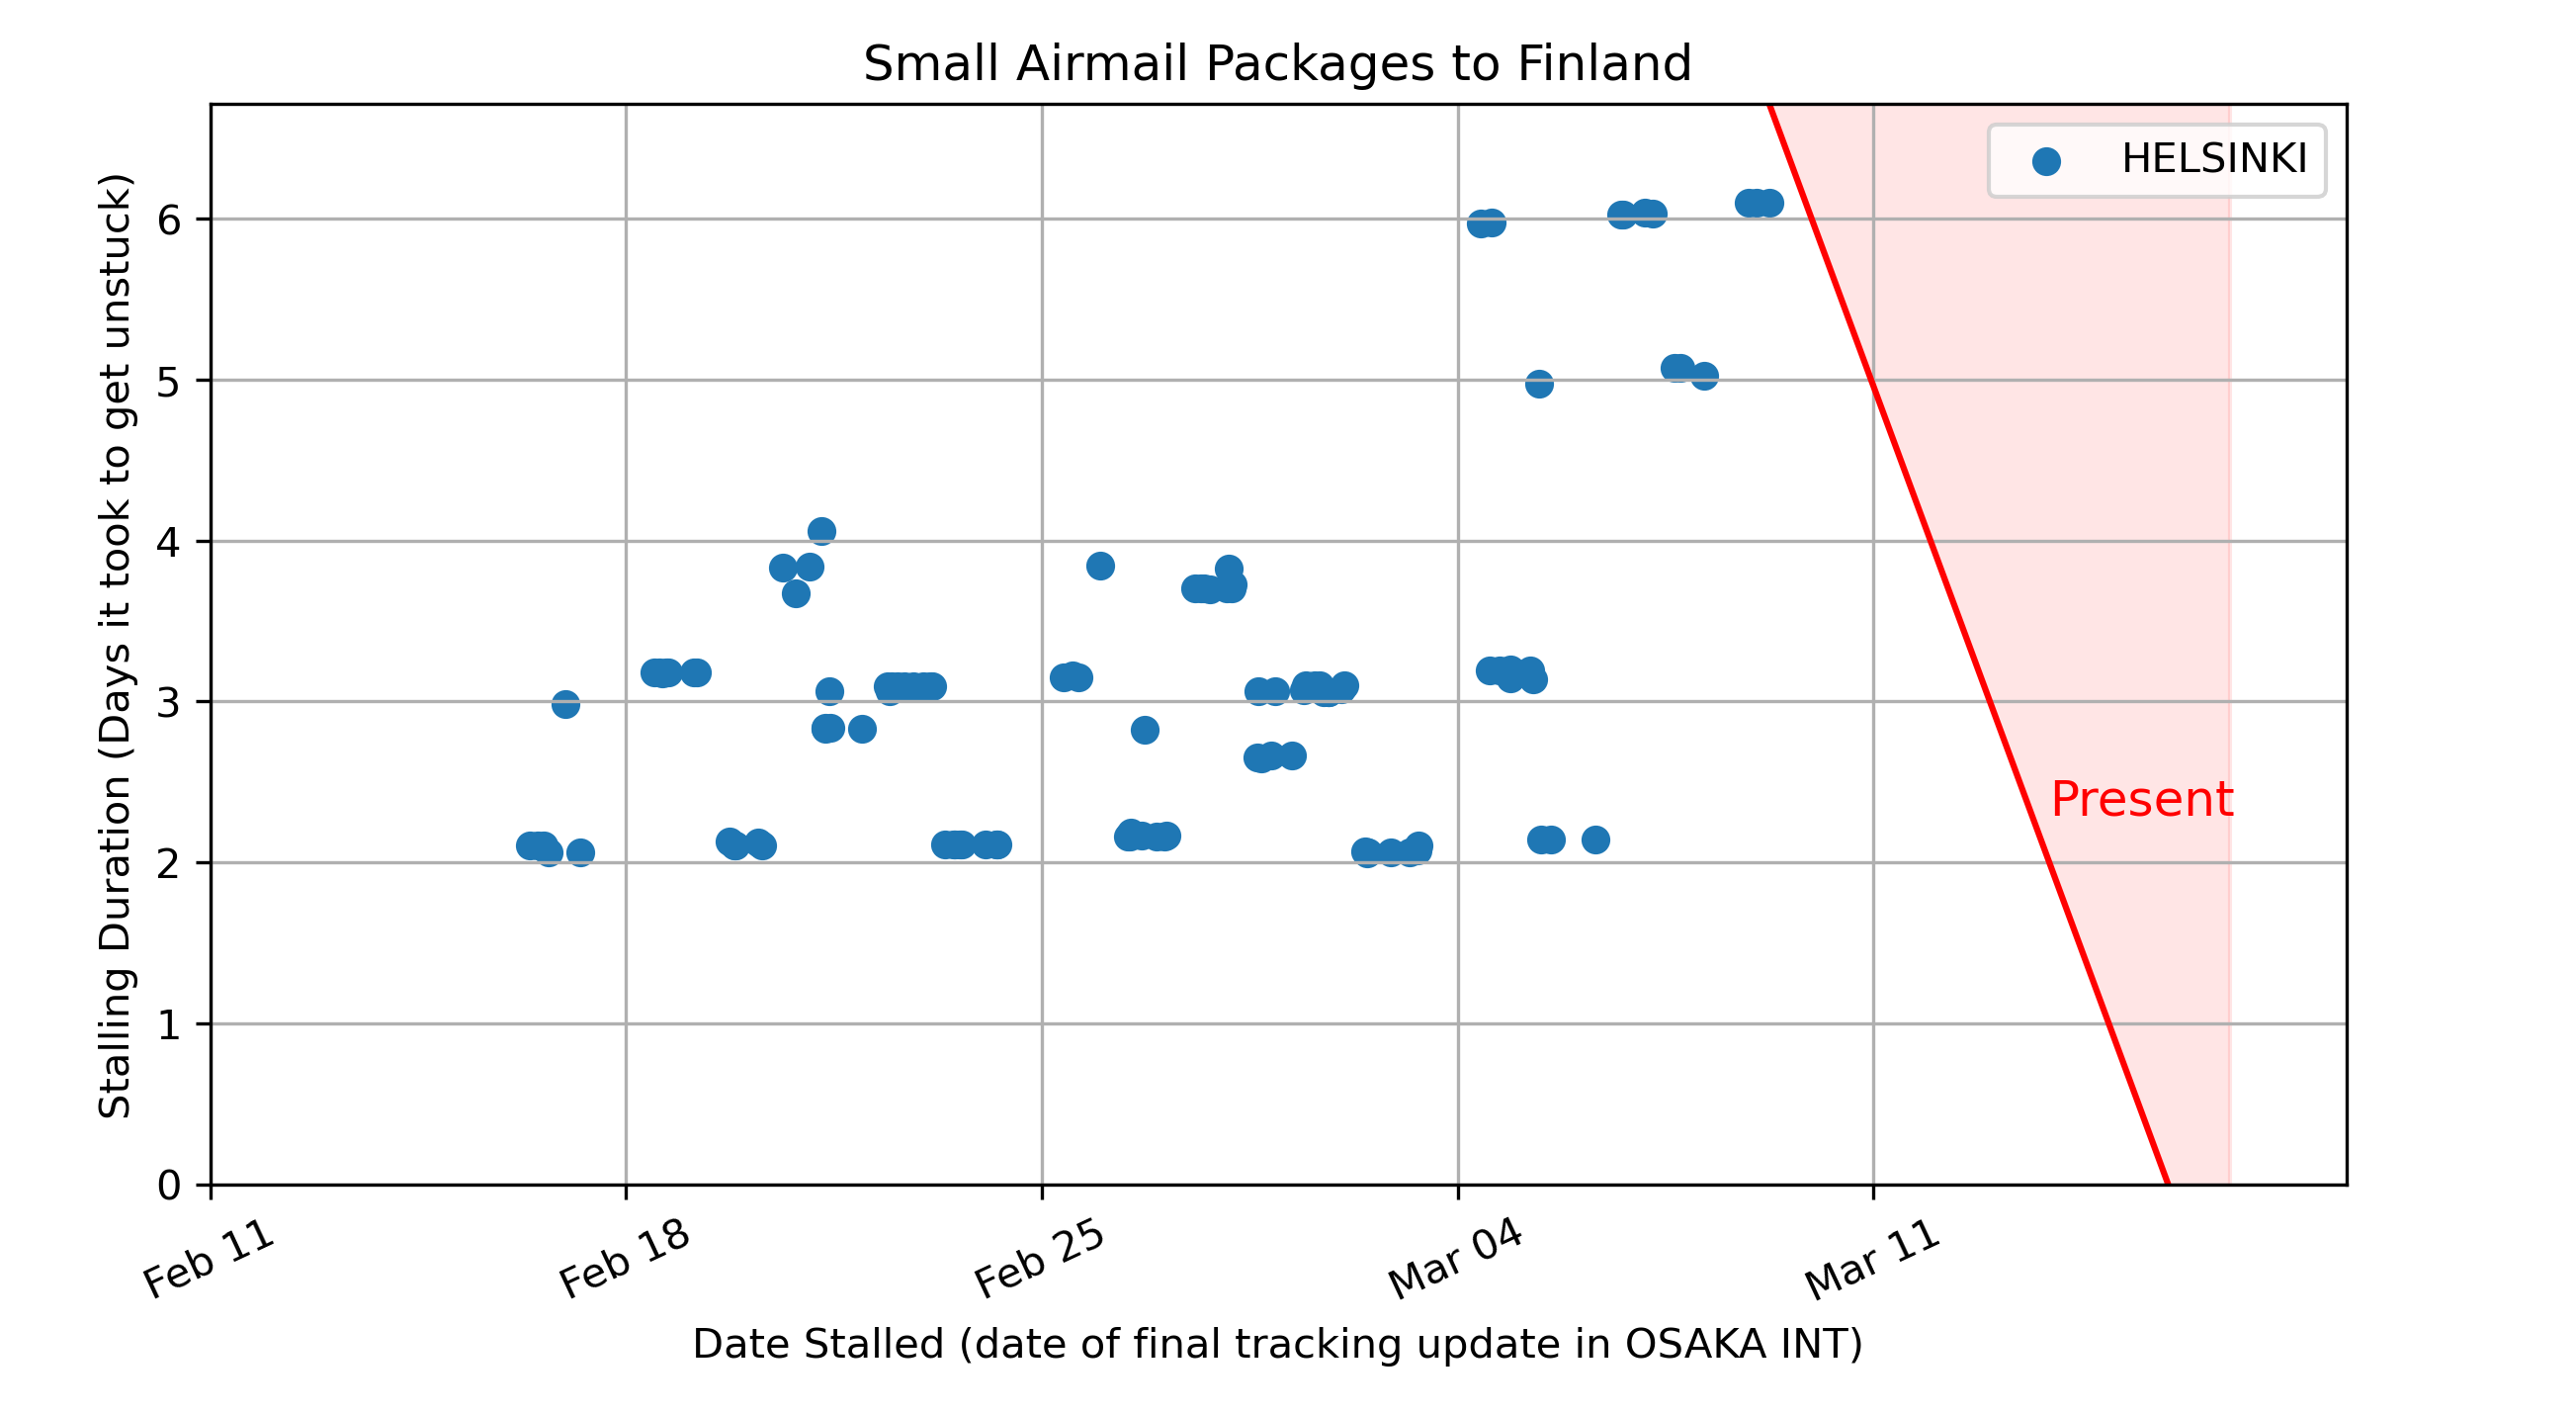 Small Airmail Packages to Finland
HELSINKI
Stalling Duration (Days it took to get unstuck)
6
5
4
3
2
1
0
Present
Feb 11
Feb 18
Feb 25
Mar 04
Mar 11
Date Stalled (date of final tracking update in OSAKA INT)